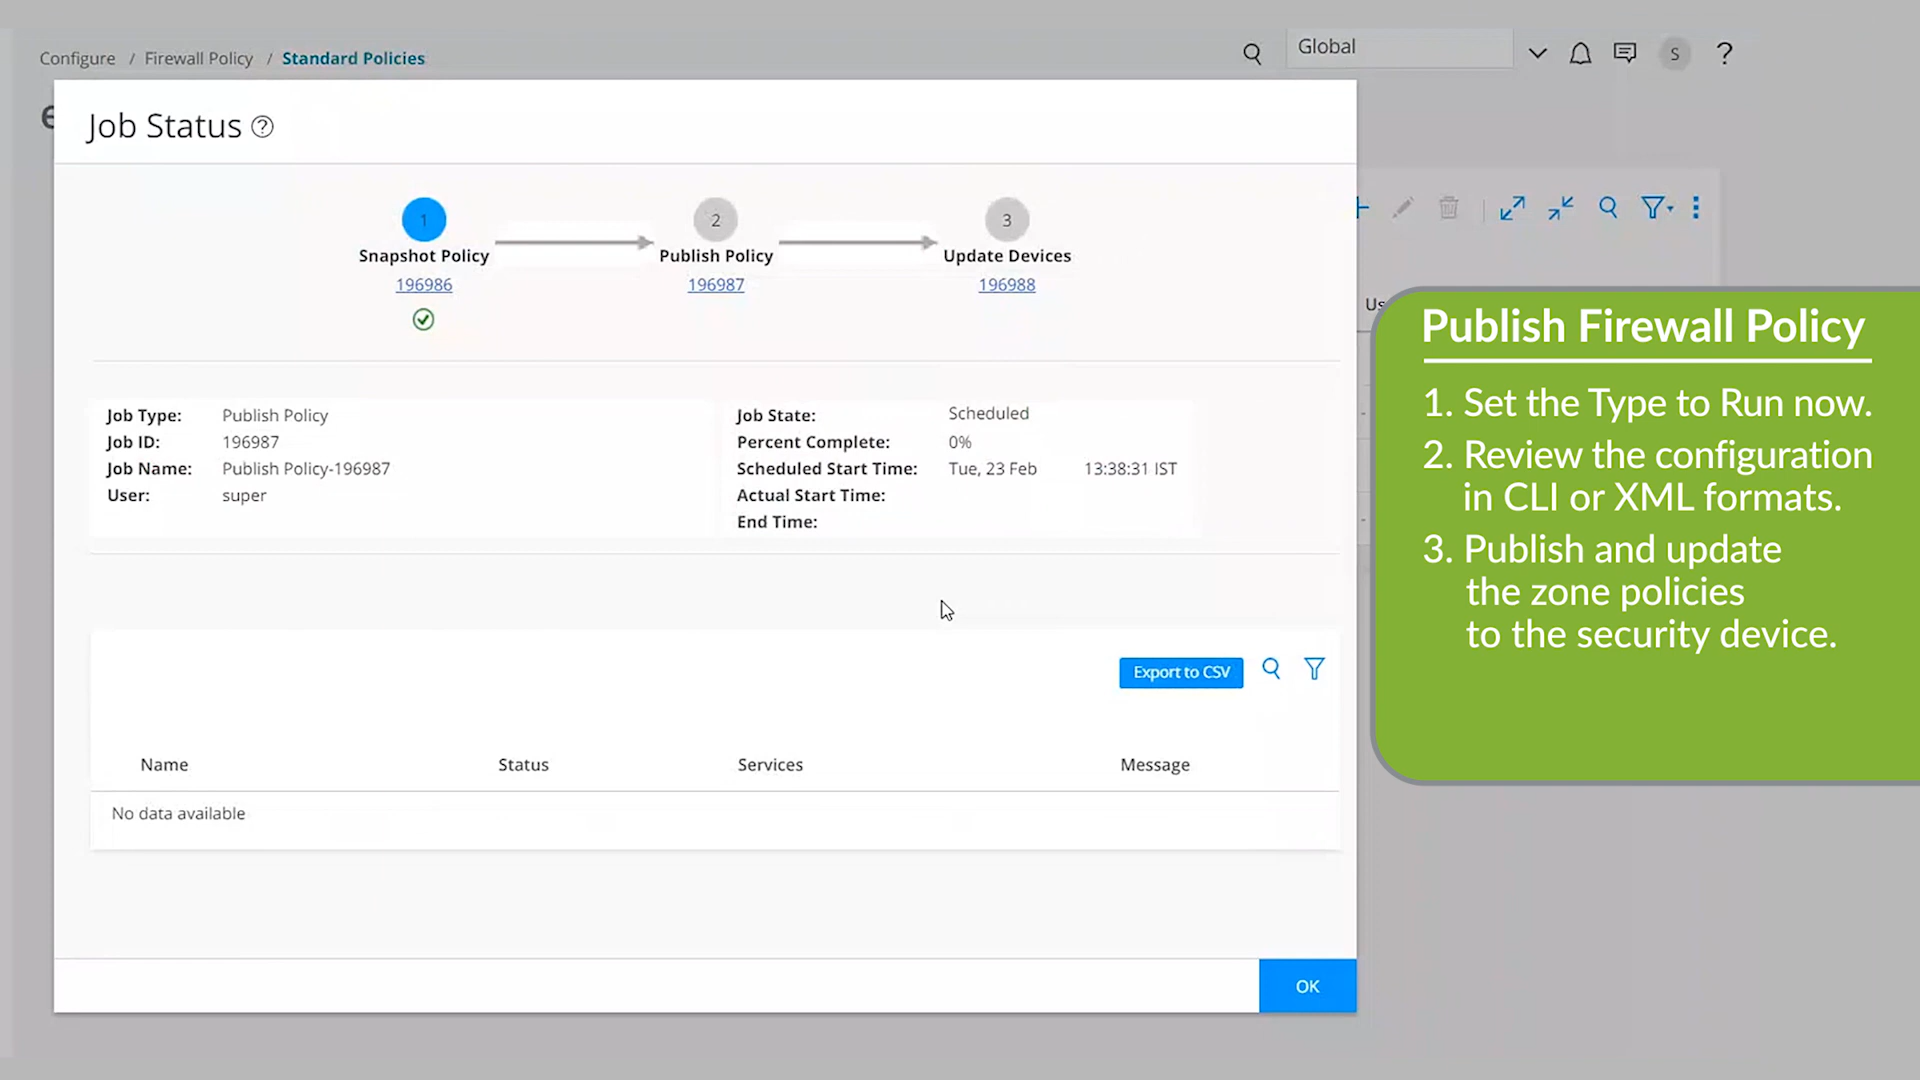 Configure / Firewall Policy / Standard Policies
Global
S
?
Job Status ?
1
2
3
Snapshot Policy
Publish Policy
Update Devices
196986
196987
196988
Job Type: Publish Policy
Job ID: 196987
Job Name: Publish Policy-196987
User: super
Job State: Scheduled
Percent Complete: 0%
Scheduled Start Time: Tue, 23 Feb 13:38:31 IST
Actual Start Time:
End Time:
Export to CSV
Name Status Services Message
No data available
OK
Publish Firewall Policy
1. Set the Type to Run now.
2. Review the configuration
in CLI or XML formats.
3. Publish and update
the zone policies
to the security device.